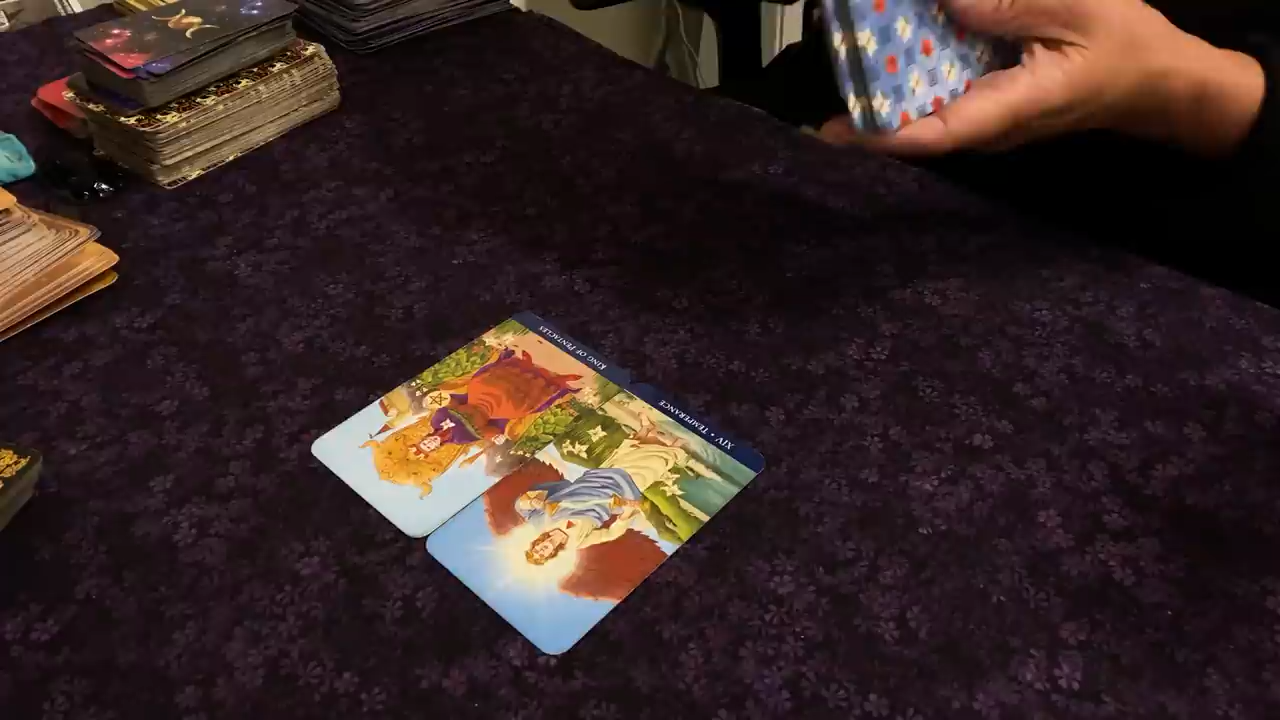 KING OF PENTACLES
XIV • TEMPERANCE